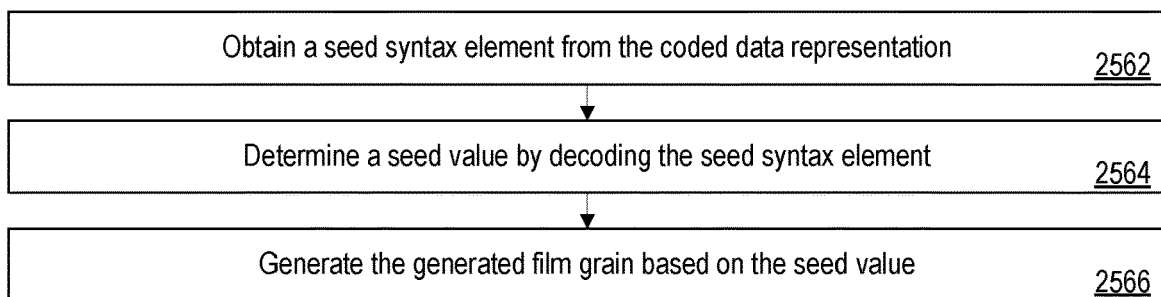 Obtain a seed syntax element from the coded data representation
2562
Determine a seed value by decoding the seed syntax element
2564
Generate the generated film grain based on the seed value
2566